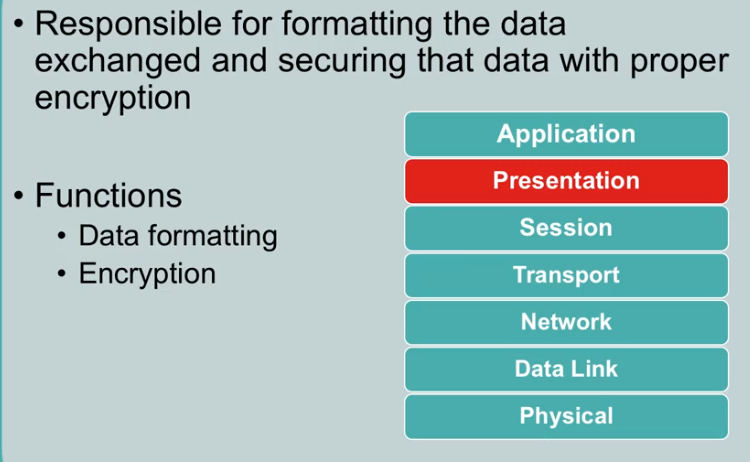 • Responsible for formatting the data
exchanged and securing that data with proper
encryption
• Functions
• Data formatting
• Encryption
Application
Presentation
Session
Transport
Network
Data Link
Physical